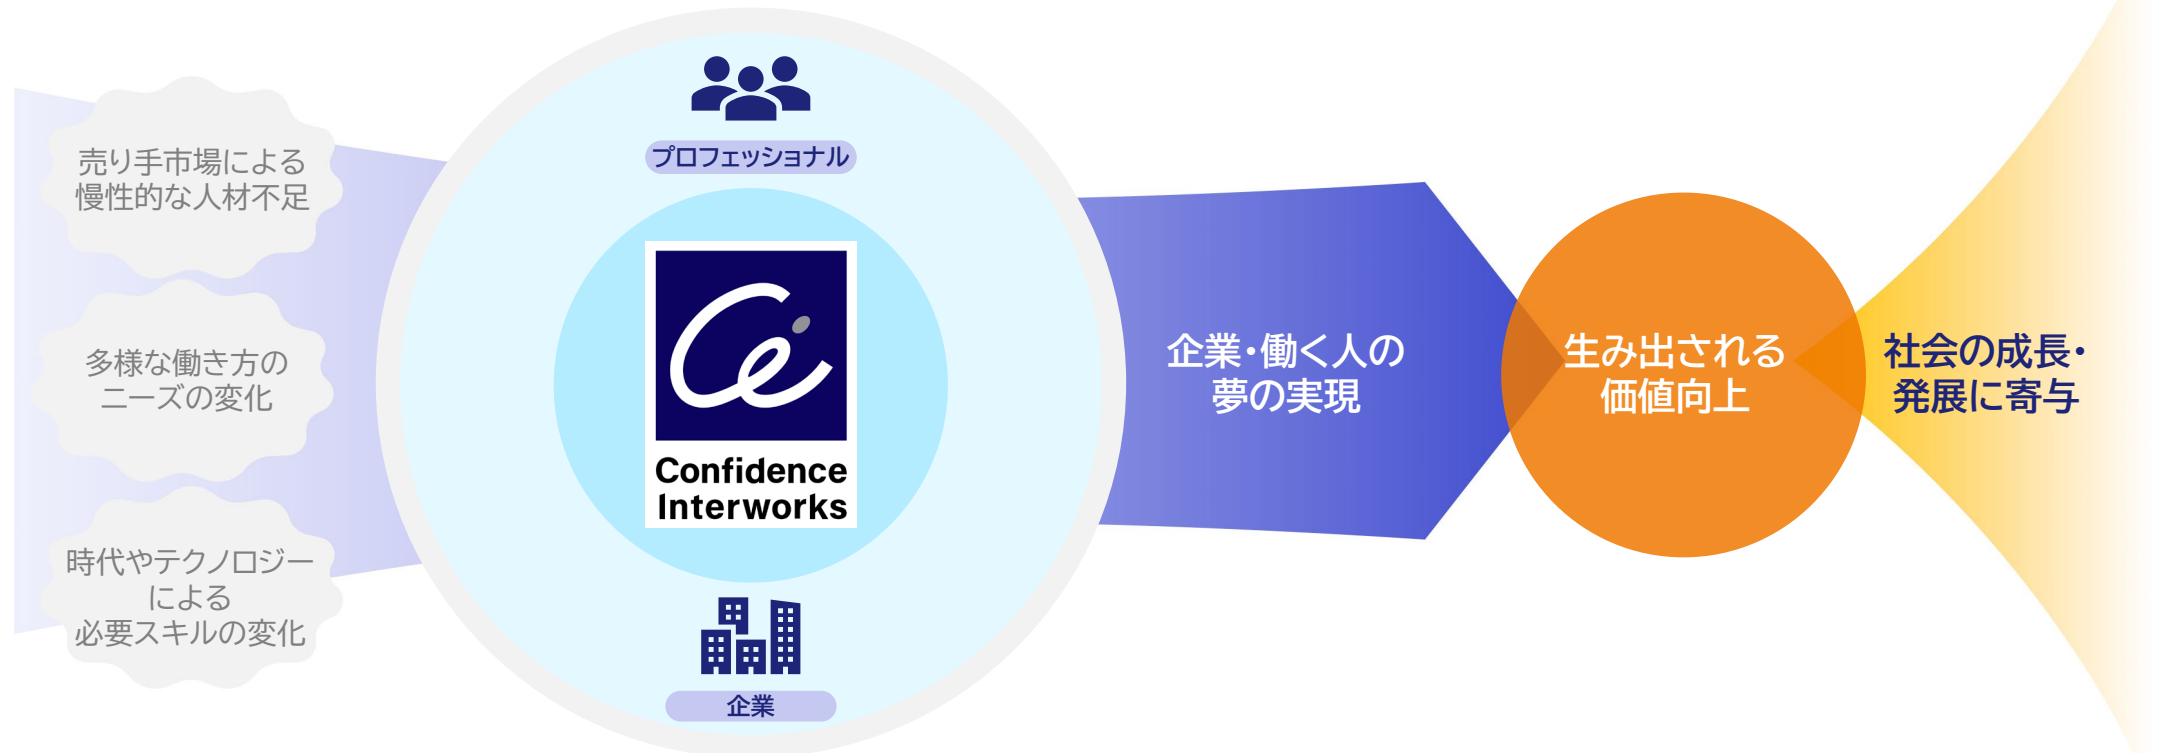 売り手市場による
慢性的な人材不足
多様な働き方の
ニーズの変化
時代やテクノロジー
による
必要スキルの変化
プロフェッショナル
Ci
Confidence
Interworks
企業
企業・働く人の
夢の実現
生み出される
価値向上
社会の成長・
発展に寄与